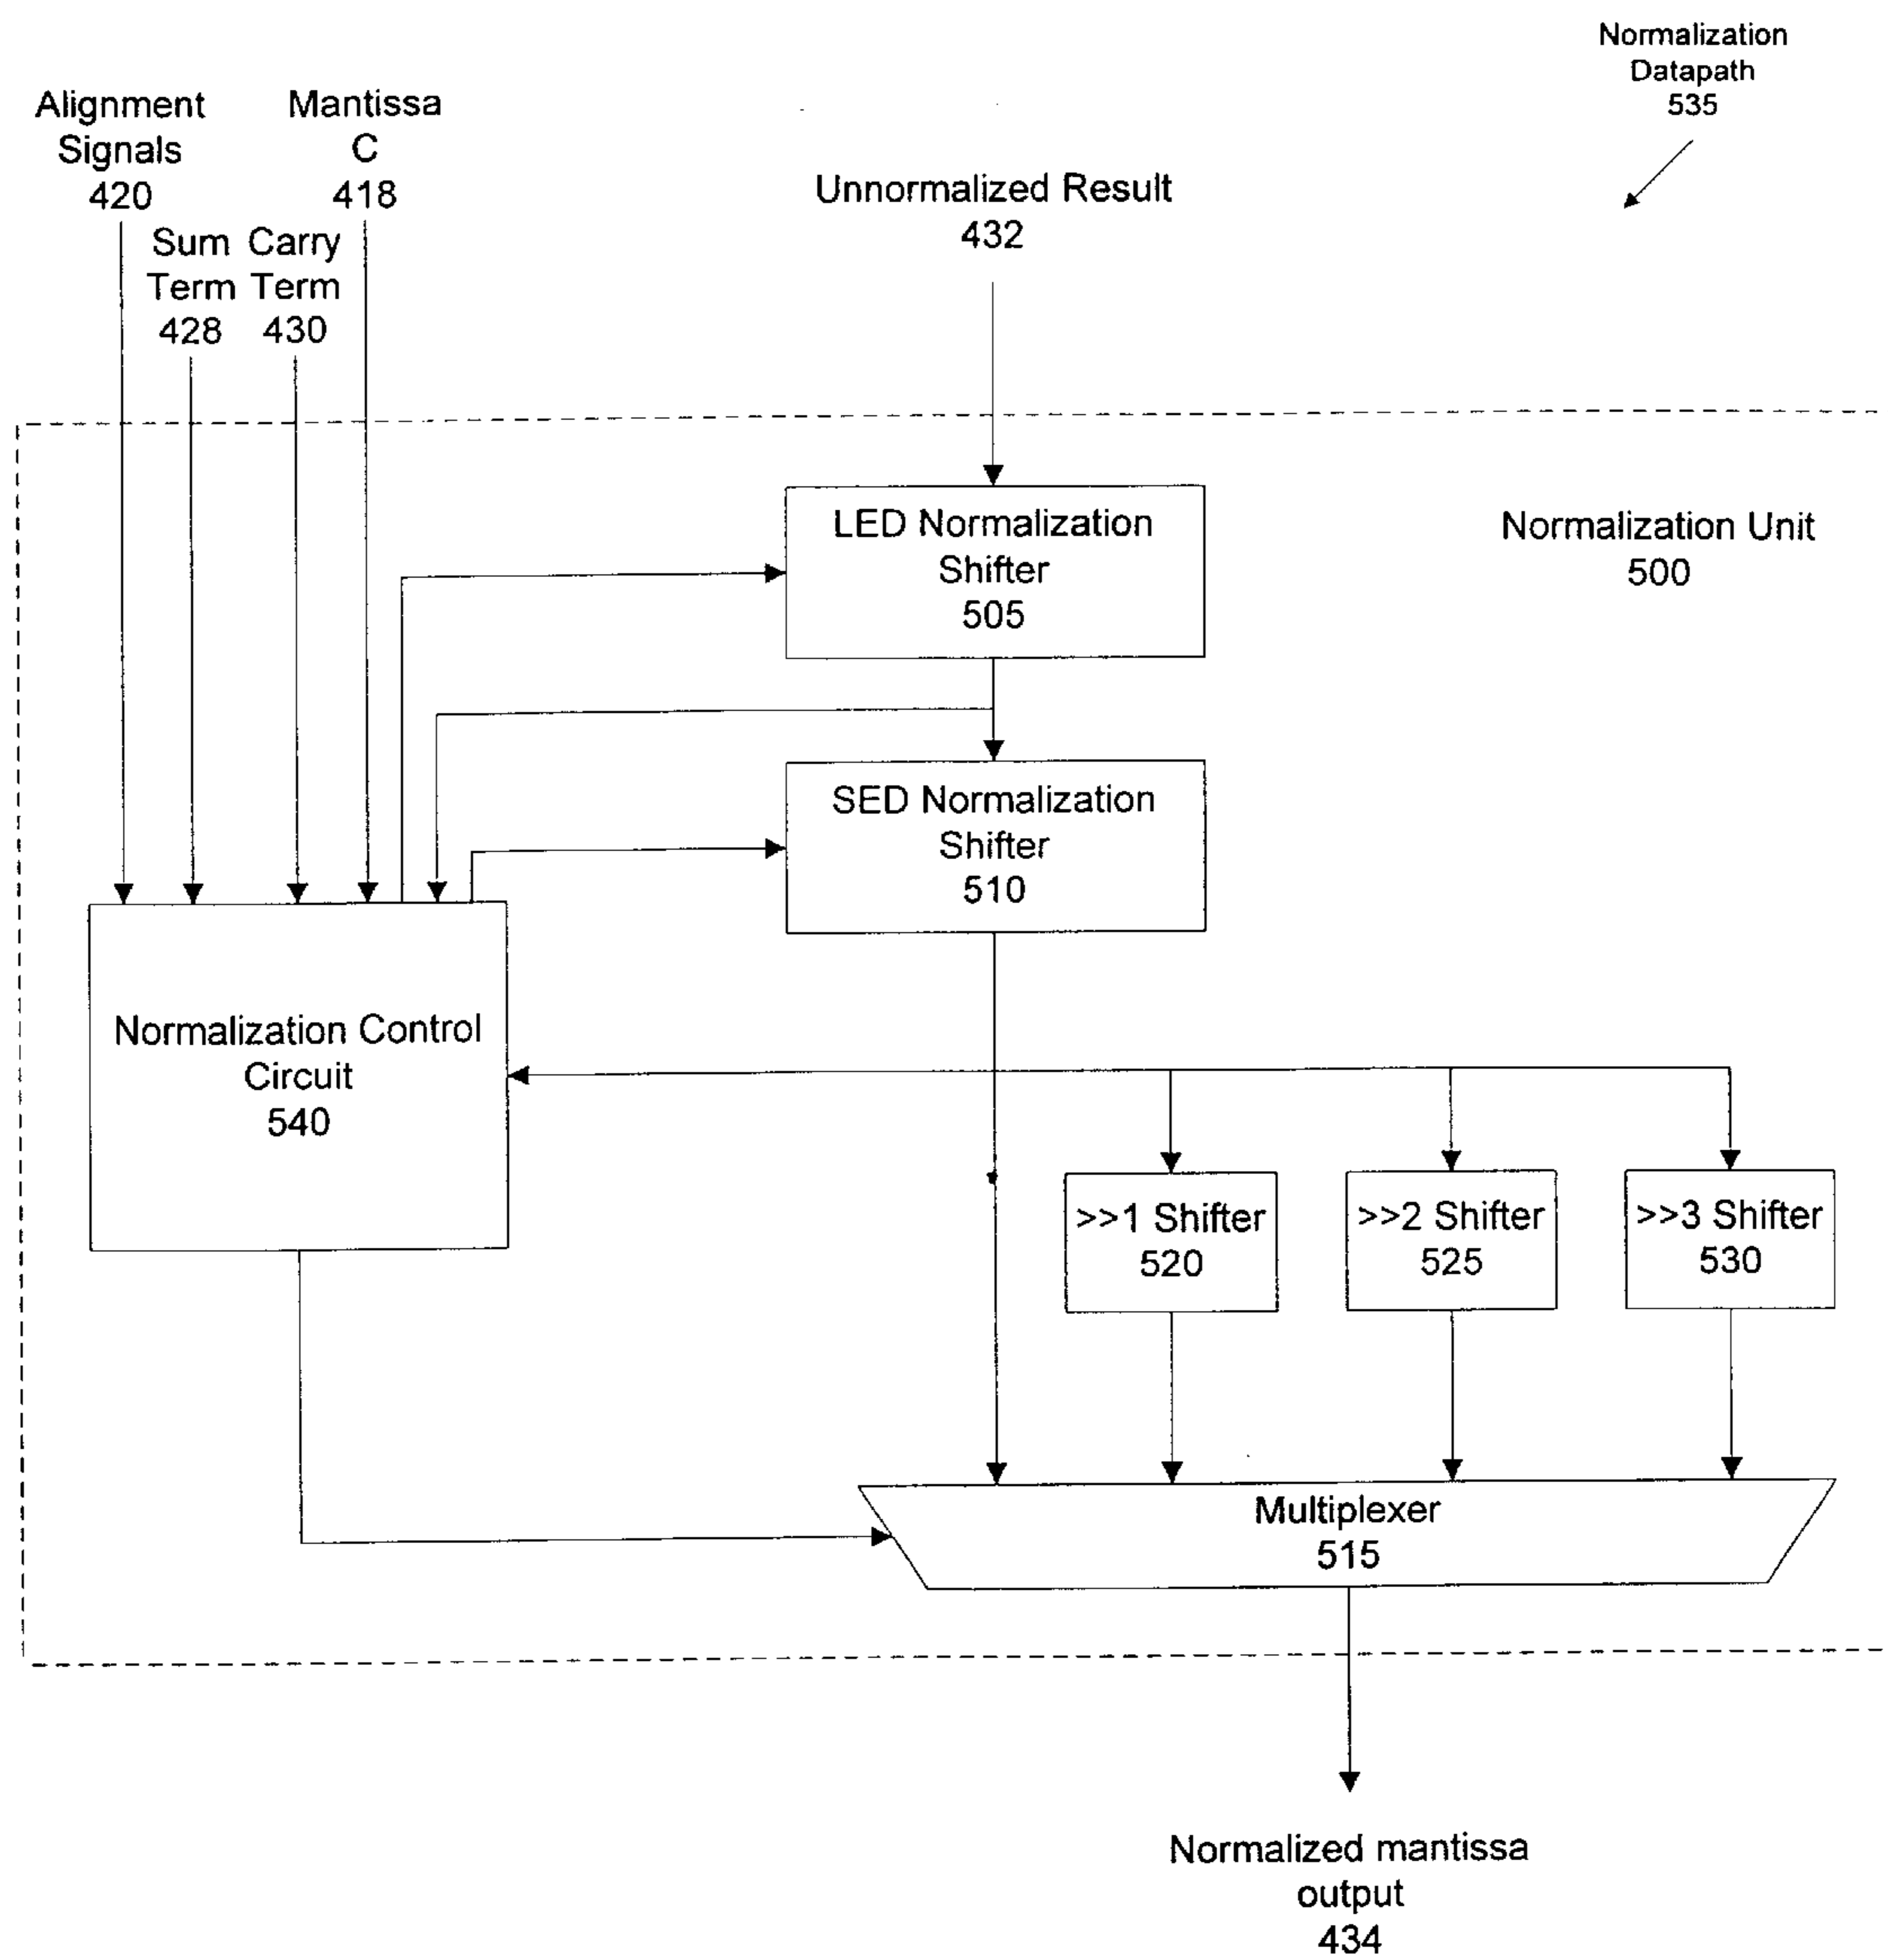 Normalization
Datapath
535
Alignment
Signals
420
Mantissa
C
418
Sum Carry
Term Term
428 430
Unnormalized Result
432
LED Normalization
Shifter
505
Normalization Unit
500
SED Normalization
Shifter
510
Normalization Control
Circuit
540
>>1 Shifter
520
>>2 Shifter
525
>>3 Shifter
530
Multiplexer
515
Normalized mantissa
output
434